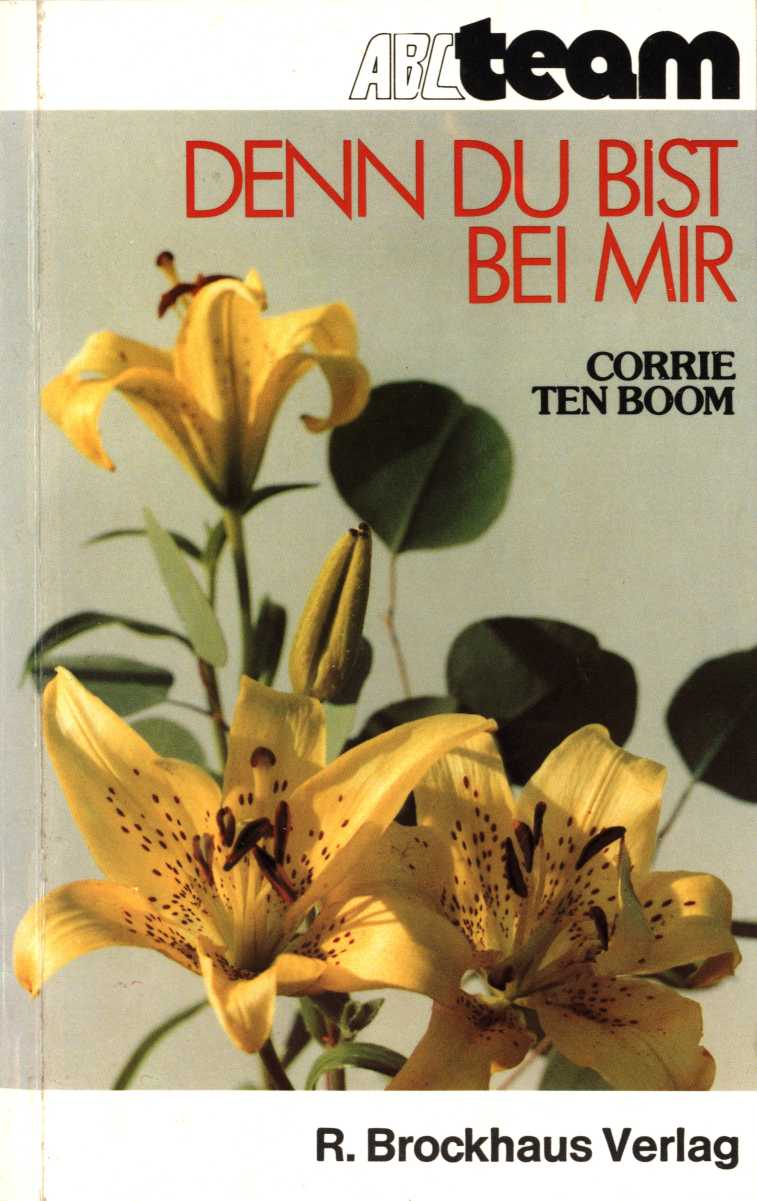 ABCteam
DENN DU BIST
BEI MIR
CORRIE
TEN BOOM
R. Brockhaus Verlag